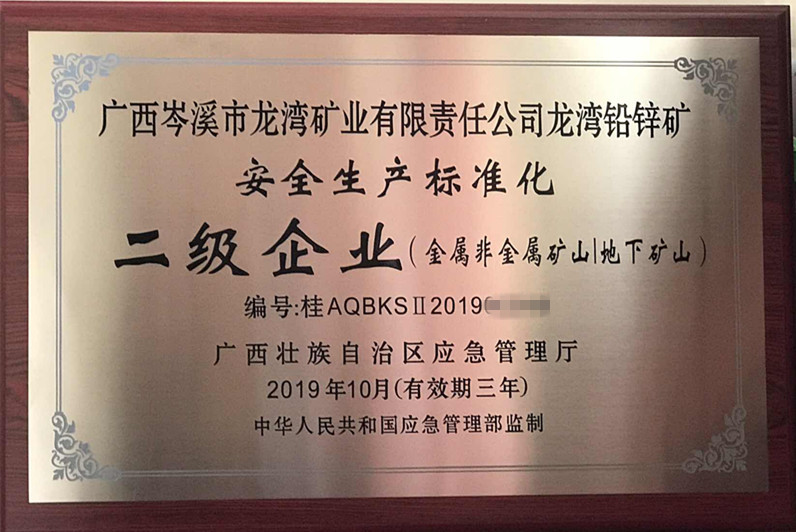 广西岑溪市龙湾矿业有限责任公司龙湾铅锌矿
安全生产标准化
二级企业(金属非金属矿山|地下矿山)
编号:桂AQBKSⅡ2019
广西壮族自治区应急管理厅
2019年10月(有效期三年)
中华人民共和国应急管理部监制